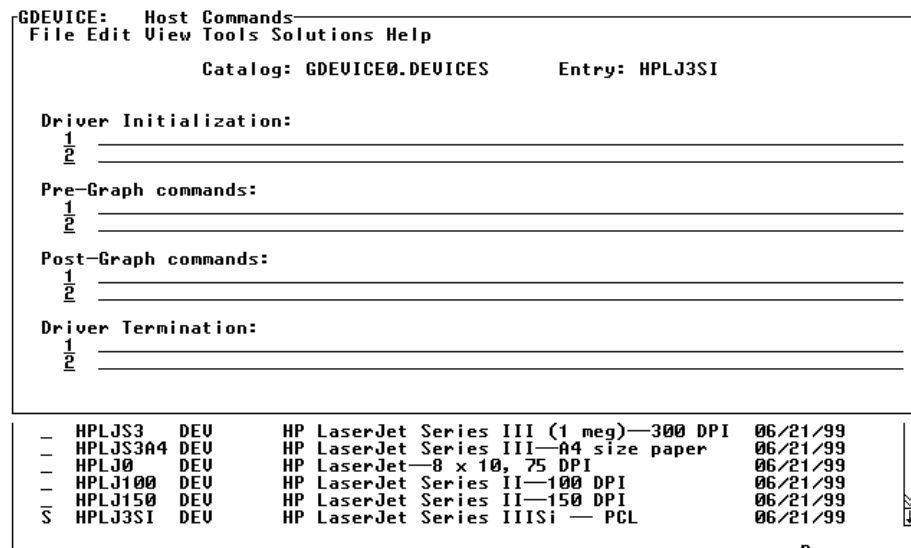 GDEVICE: Host Commands
File Edit View Tools Solutions Help
Catalog: GDEVICE0.DEVICES Entry: HPLJ3SI
Driver Initialization:
1
2
Pre-Graph commands:
1
2
Post-Graph commands:
1
2
Driver Termination:
1
2
_ HPLJS3 DEV HP LaserJet Series III (1 meg)--300 DPI 06/21/99
_ HPLJS3A4 DEV HP LaserJet Series III--A4 size paper 06/21/99
_ HPLJ0 DEV HP LaserJet--8 x 10, 75 DPI 06/21/99
_ HPLJ100 DEV HP LaserJet Series II--100 DPI 06/21/99
_ HPLJ150 DEV HP LaserJet Series II--150 DPI 06/21/99
S HPLJ3SI DEV HP LaserJet Series IIISi -- PCL 06/21/99